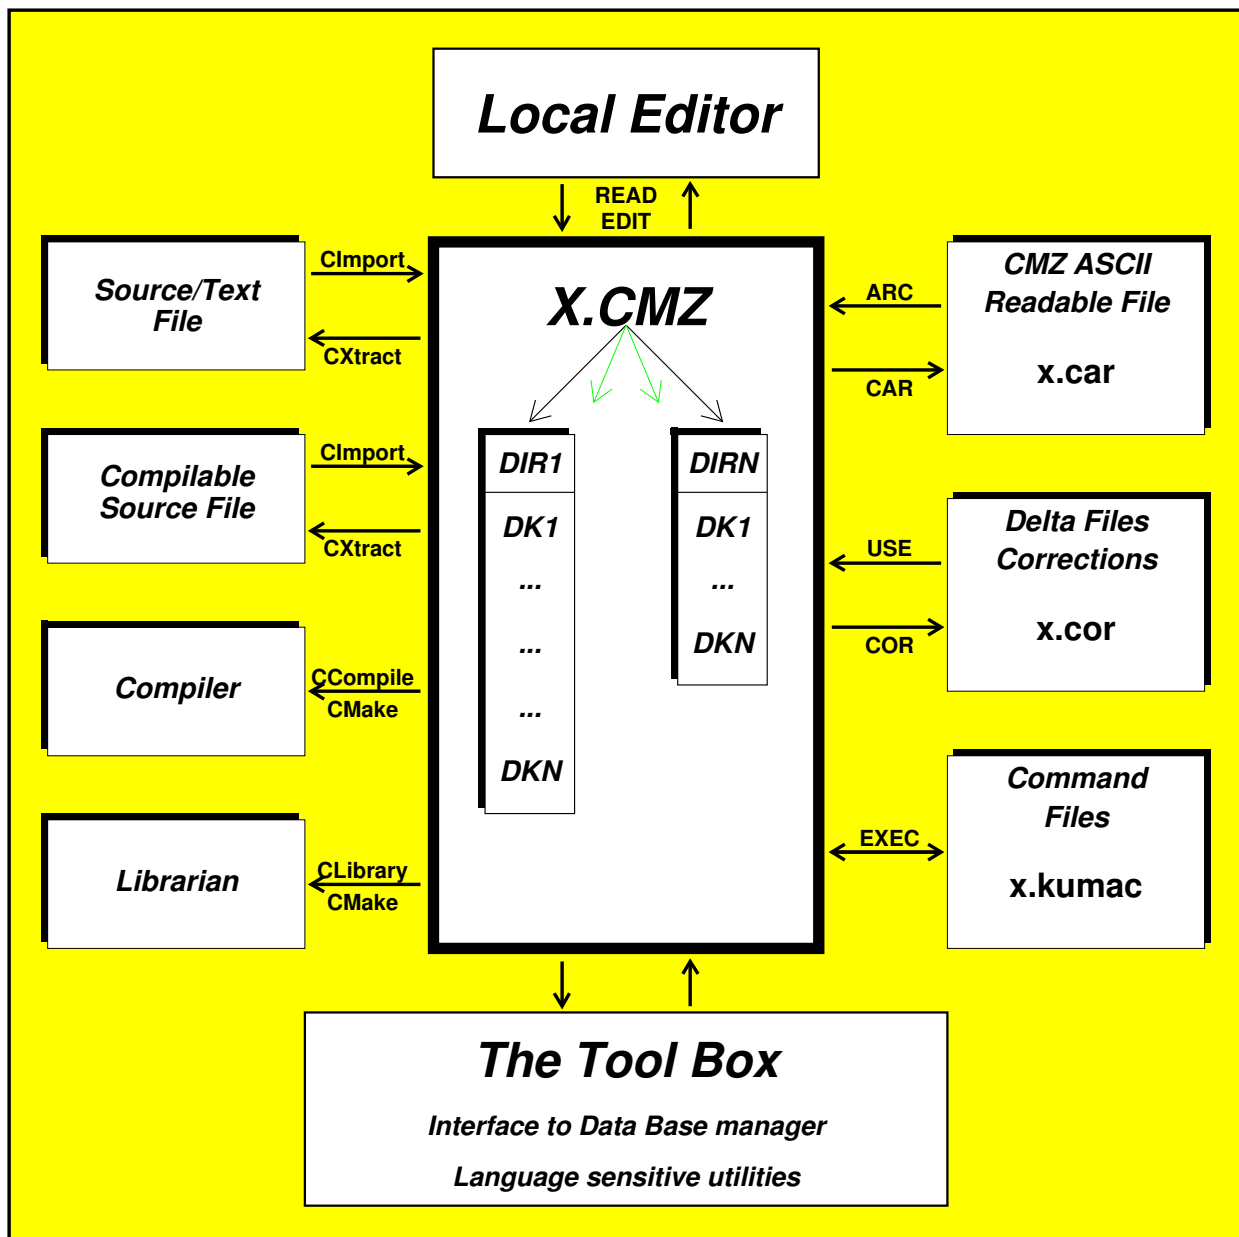 Local Editor
READ
EDIT
CImport
Source/Text
File
CXtract
CImport
Compilable
Source File
CXtract
CCompile
Compiler
CMake
CLibrary
Librarian
CMake
X.CMZ
DIR1
DK1
...
...
...
DKN
DIRN
DK1
...
DKN
CMZ ASCII
Readable File
x.car
ARC
CAR
Delta Files
Corrections
x.cor
USE
COR
Command
Files
x.kumac
EXEC
The Tool Box
Interface to Data Base manager
Language sensitive utilities